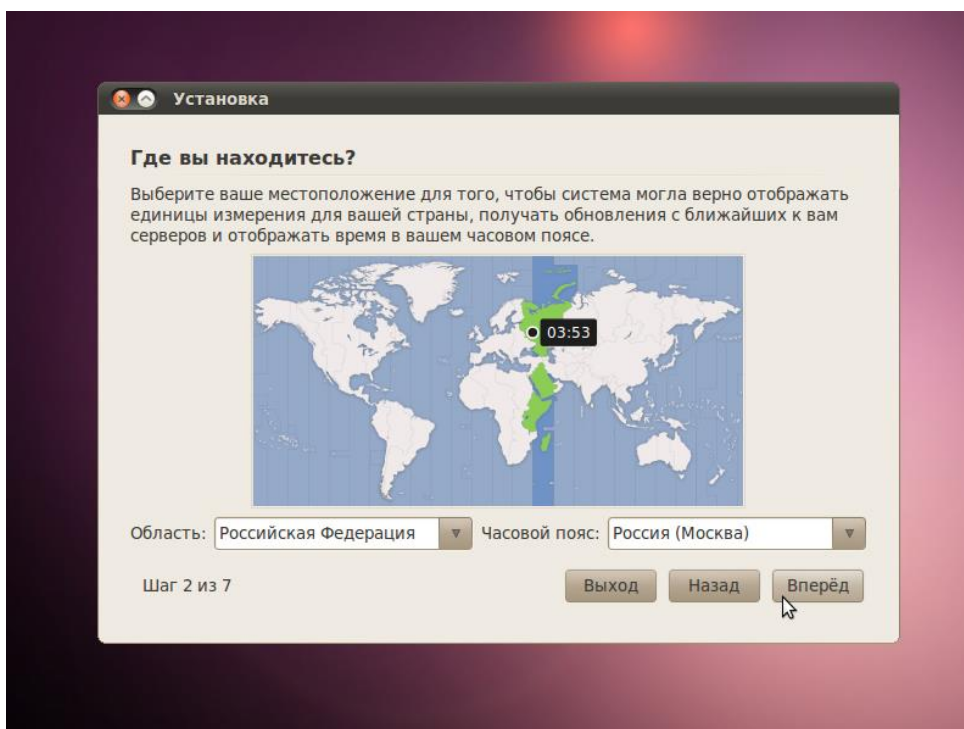 Установка
Где вы находитесь?
Выберите ваше местоположение для того, чтобы система могла верно отображать
единицы измерения для вашей страны, получать обновления с ближайших к вам
серверов и отображать время в вашем часовом поясе.
03:53
Область: Российская Федерация Часовой пояс: Россия (Москва)
Шаг 2 из 7 Выход Назад Вперёд